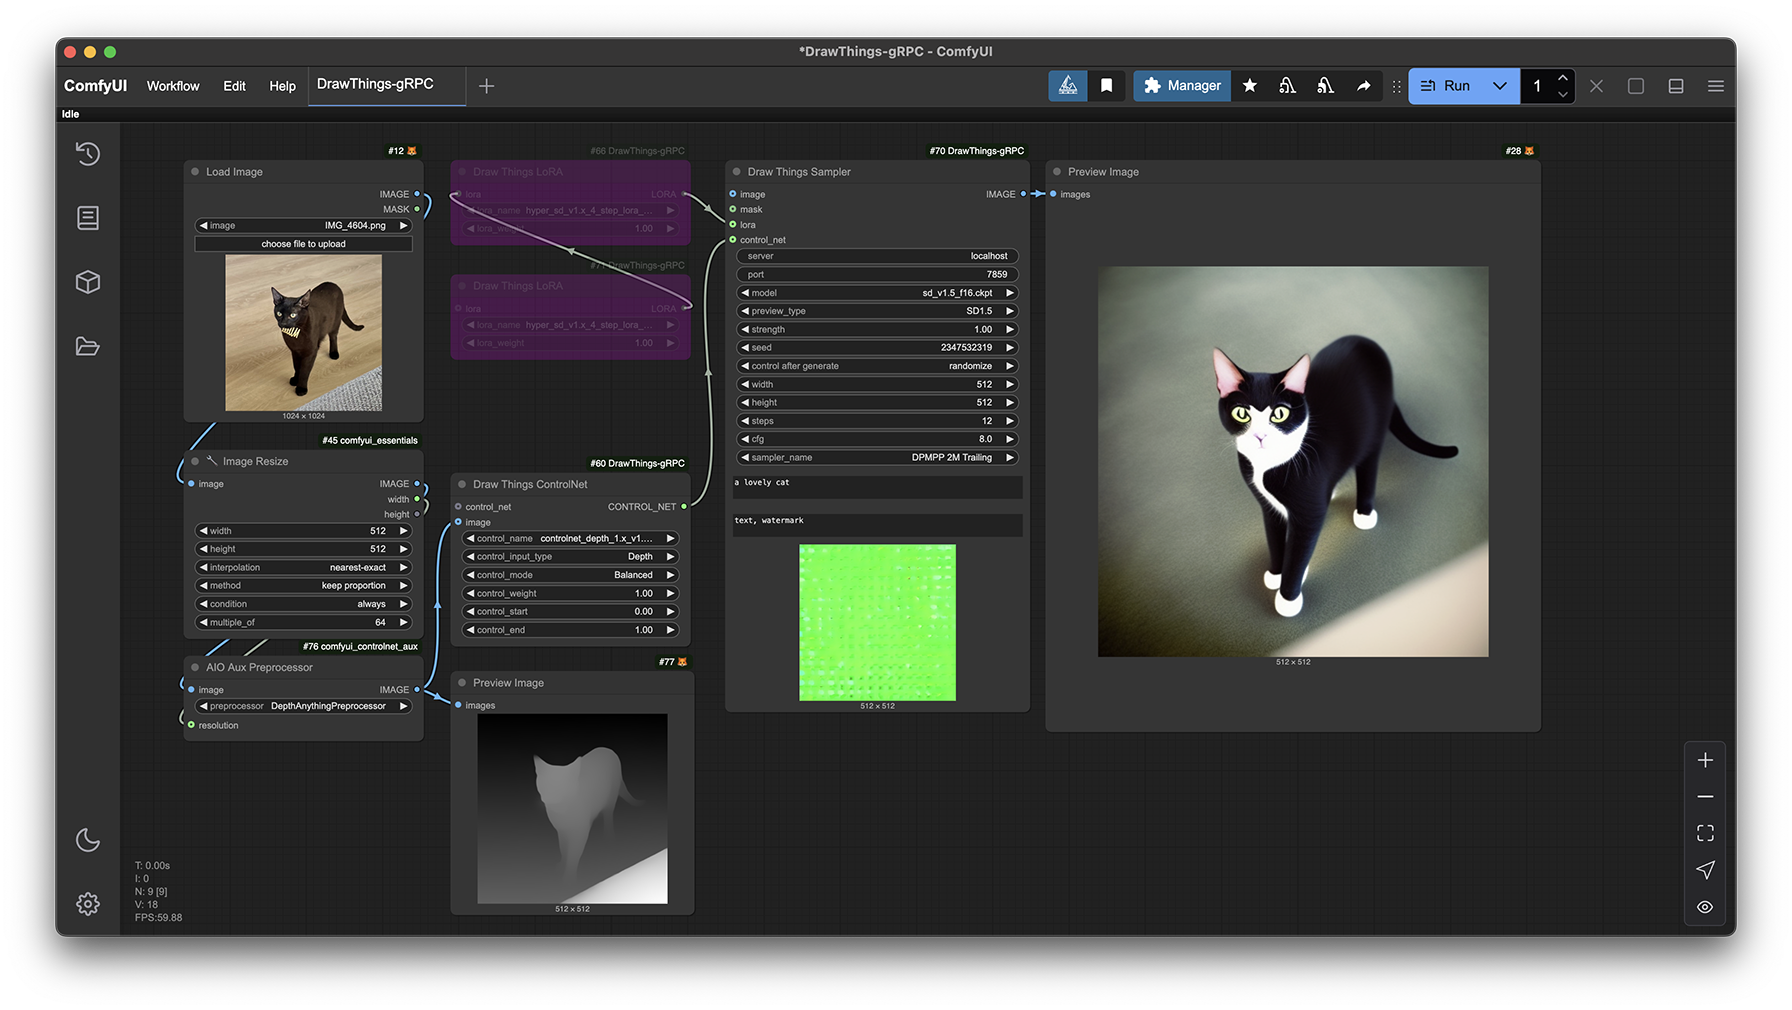 *DrawThings-gRPC - ComfyUI
ComfyUI
Workflow
Edit
Help
DrawThings-gRPC
Manager
Run
1
Idle
#12
Load Image
IMAGE
MASK
image IMG_4604.png
choose file to upload
1024 × 1024
#45 comfyui_essentials
Image Resize
image IMAGE
width
height
width 512
height 512
interpolation nearest-exact
method keep proportion
condition always
multiple_of 64
#76 comfyui_controlnet_aux
AIO Aux Preprocessor
image IMAGE
preprocessor DepthAnythingPreprocessor
resolution
#66 DrawThings-gRPC
Draw Things LoRA
lora LORA
lora_name hyper_sd_v1.x_4_step_lora_...
lora_weight 1.00
#71 DrawThings-gRPC
Draw Things LoRA
lora LORA
lora_name hyper_sd_v1.x_4_step_lora_...
lora_weight 1.00
#60 DrawThings-gRPC
Draw Things ControlNet
control_net CONTROL_NET
image
control_name controlnet_depth_1.x_v1....
control_input_type Depth
control_mode Balanced
control_weight 1.00
control_start 0.00
control_end 1.00
#77
Preview Image
images
512 × 512
#70 DrawThings-gRPC
Draw Things Sampler
image IMAGE
mask
lora
control_net
server localhost
port 7859
model sd_v1.5_f16.ckpt
preview_type SD1.5
strength 1.00
seed 2347532319
control after generate randomize
width 512
height 512
steps 12
cfg 8.0
sampler_name DPMPP 2M Trailing
a lovely cat
text, watermark
512 × 512
#28
Preview Image
images
512 × 512
T: 0.00s
I: 0
N: 9 [9]
V: 18
FPS:59.88